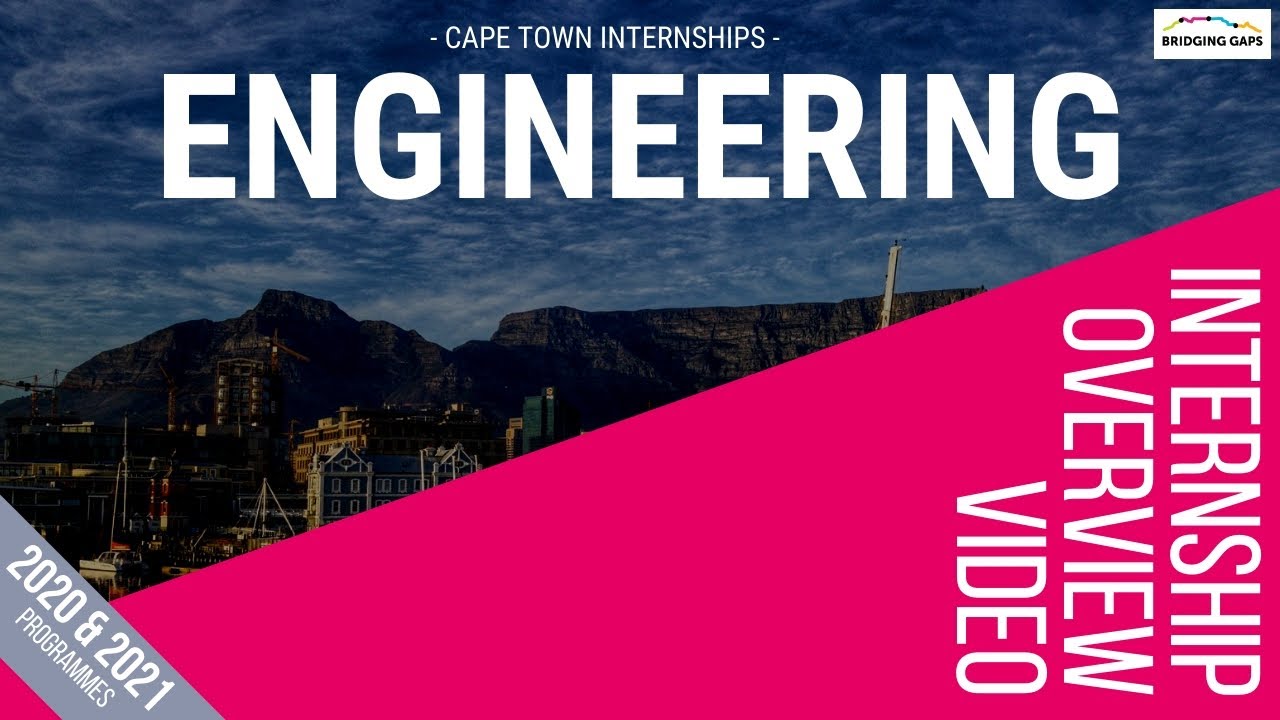 - CAPE TOWN INTERNSHIPS -
BRIDGING GAPS
ENGINEERING
INTERNSHIP
OVERVIEW
VIDEO
2020 & 2021
PROGRAMMES